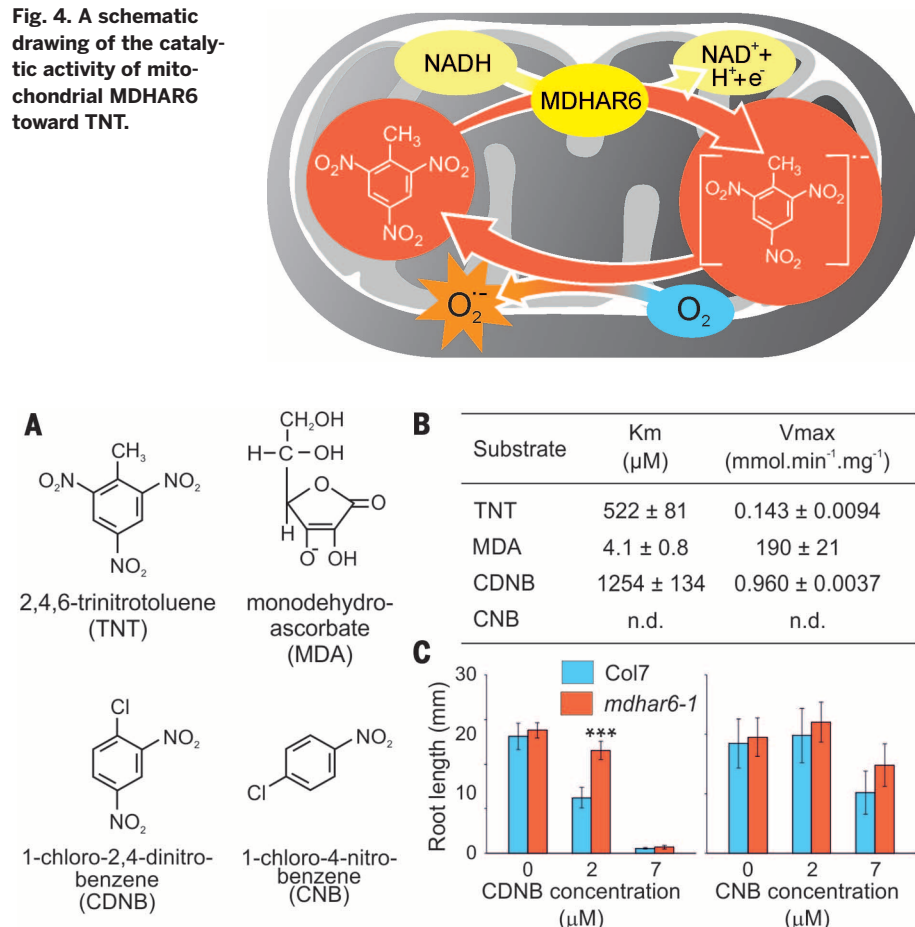 Fig. 4. A schematic
drawing of the cataly-
tic activity of mito-
chondrial MDHAR6
toward TNT.
NADH
MDHAR6
NAD⁺+
H⁺+e⁻
CH₃
O₂N
NO₂
NO₂
CH₃
O₂N
NO₂
NO₂
·-
O₂·-
O₂
A
CH₃
O₂N
NO₂
NO₂
2,4,6-trinitrotoluene
(TNT)
CH₂OH
H–C–OH
O
O
H
O⁻
OH
monodehydro-
ascorbate
(MDA)
Cl
NO₂
NO₂
1-chloro-2,4-dinitro-
benzene
(CDNB)
NO₂
Cl
1-chloro-4-nitro-
benzene
(CNB)
B
Substrate Km (µM) Vmax (mmol.min⁻¹.mg⁻¹)
TNT 522 ± 81 0.143 ± 0.0094
MDA 4.1 ± 0.8 190 ± 21
CDNB 1254 ± 134 0.960 ± 0.0037
CNB n.d. n.d.
C
Col7
mdhar6-1
Root length (mm)
30
20
10
0
***
0 2 7
CDNB concentration
(µM)
0 2 7
CNB concentration
(µM)